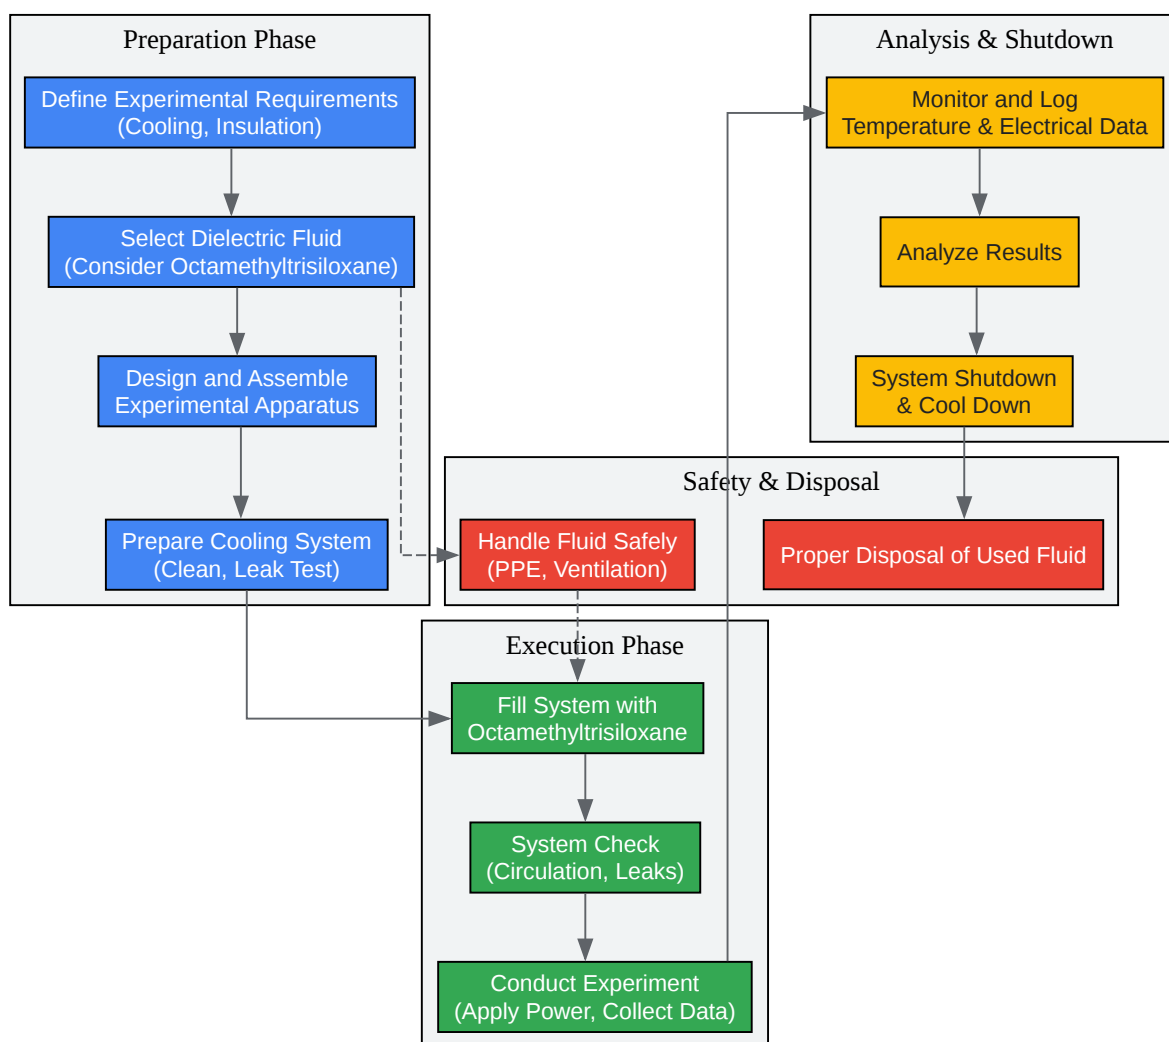 Preparation Phase
Define Experimental Requirements
(Cooling, Insulation)
Select Dielectric Fluid
(Consider Octamethyltrisiloxane)
Design and Assemble
Experimental Apparatus
Prepare Cooling System
(Clean, Leak Test)
Analysis & Shutdown
Monitor and Log
Temperature & Electrical Data
Analyze Results
System Shutdown
& Cool Down
Safety & Disposal
Handle Fluid Safely
(PPE, Ventilation)
Proper Disposal of Used Fluid
Execution Phase
Fill System with
Octamethyltrisiloxane
System Check
(Circulation, Leaks)
Conduct Experiment
(Apply Power, Collect Data)